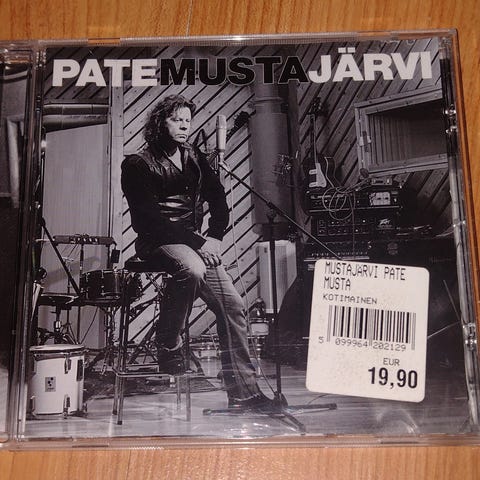 PATEMUSTAJÄRVI
MUSTAJARVI PATE
MUSTA
KOTIMAINEN
5 099964 202129
EUR
19,90